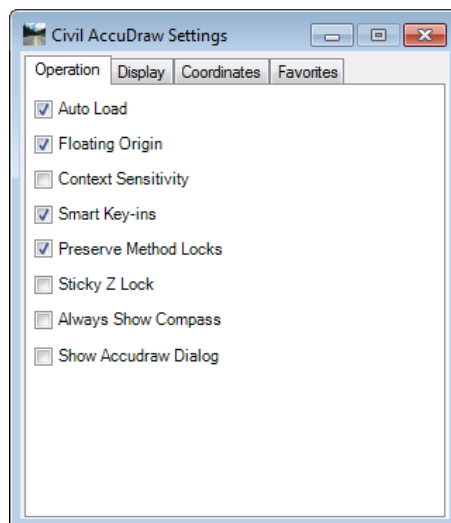 Civil AccuDraw Settings
Operation Display Coordinates Favorites
Auto Load
Floating Origin
Context Sensitivity
Smart Key-ins
Preserve Method Locks
Sticky Z Lock
Always Show Compass
Show Accudraw Dialog